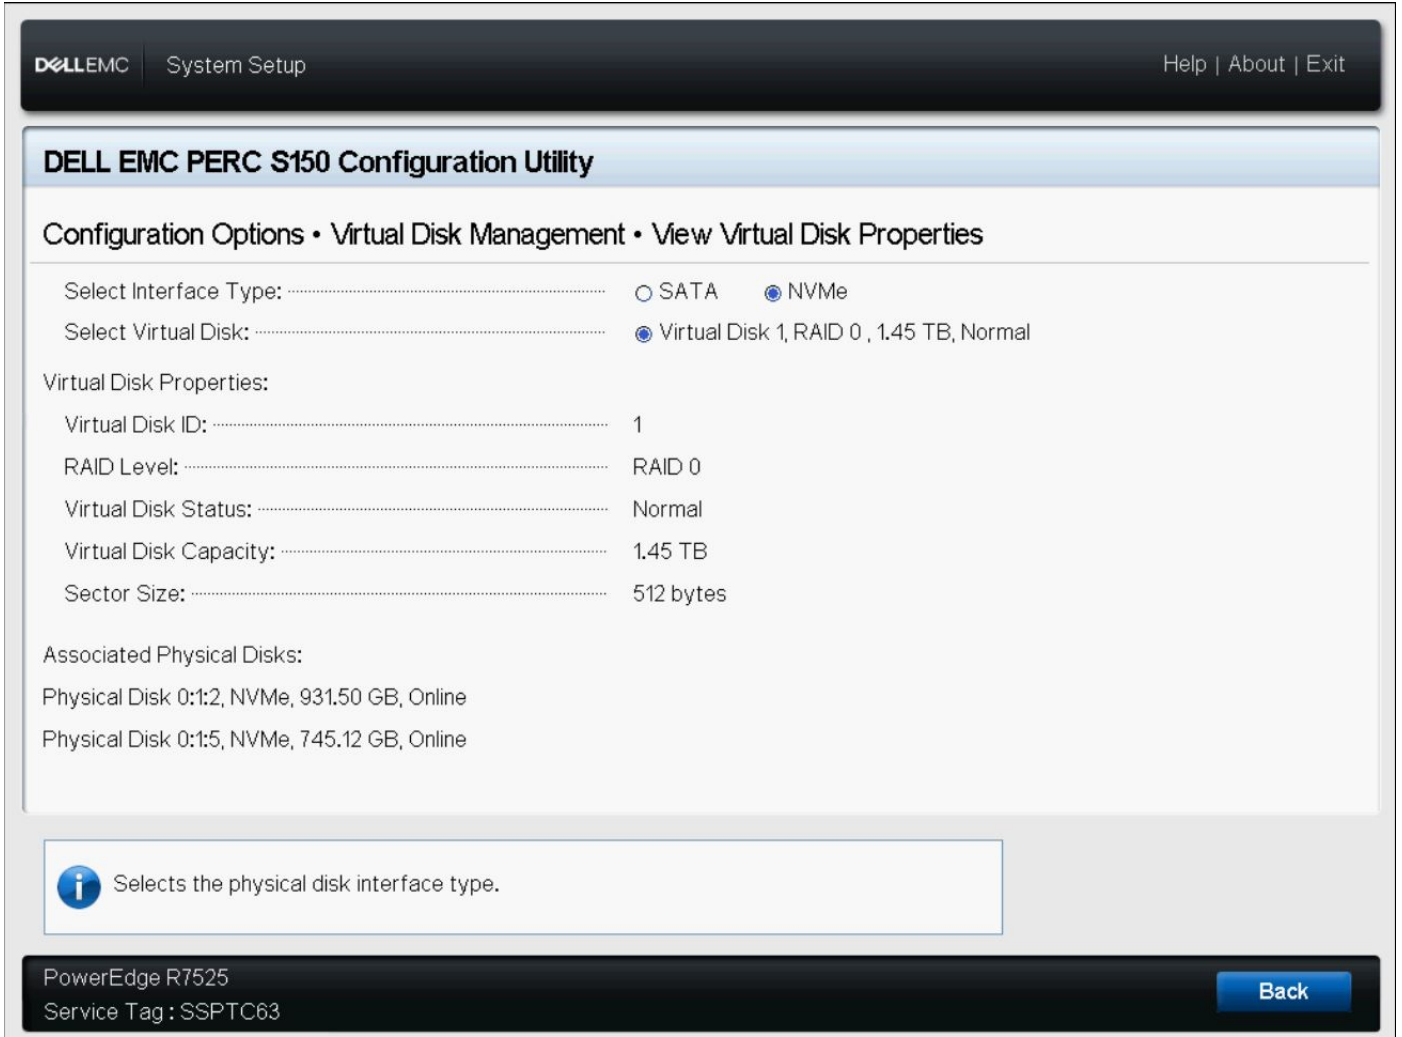 DELLEMC System Setup Help | About | Exit
DELL EMC PERC S150 Configuration Utility
Configuration Options • Virtual Disk Management • View Virtual Disk Properties
Select Interface Type: SATA NVMe
Select Virtual Disk: Virtual Disk 1, RAID 0 , 1.45 TB, Normal
Virtual Disk Properties:
Virtual Disk ID: 1
RAID Level: RAID 0
Virtual Disk Status: Normal
Virtual Disk Capacity: 1.45 TB
Sector Size: 512 bytes
Associated Physical Disks:
Physical Disk 0:1:2, NVMe, 931.50 GB, Online
Physical Disk 0:1:5, NVMe, 745.12 GB, Online
Selects the physical disk interface type.
PowerEdge R7525
Service Tag : SSPTC63
Back